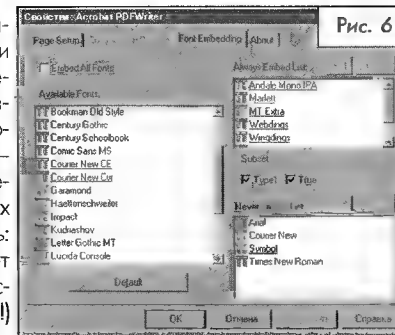 Свойства: Acrobat PDFWriter
Рис. 6
Page Setup
Font Embedding
About
Embed All Fonts
Always Embed List
Available Fonts
Bookman Old Style
Century Gothic
Century Schoolbook
Comic Sans MS
Courier New CE
Courier New Cyr
Garamond
Haettenschweiler
Impact
Kudriashov
Letter Gothic MT
Lucida Console
Default
Andale Mono IPA
Marlett
MT Extra
Webdings
Wingdings
Subset
Type1
True
Never
List
Arial
Courier New
Symbol
Times New Roman
OK
Отмена
Справка